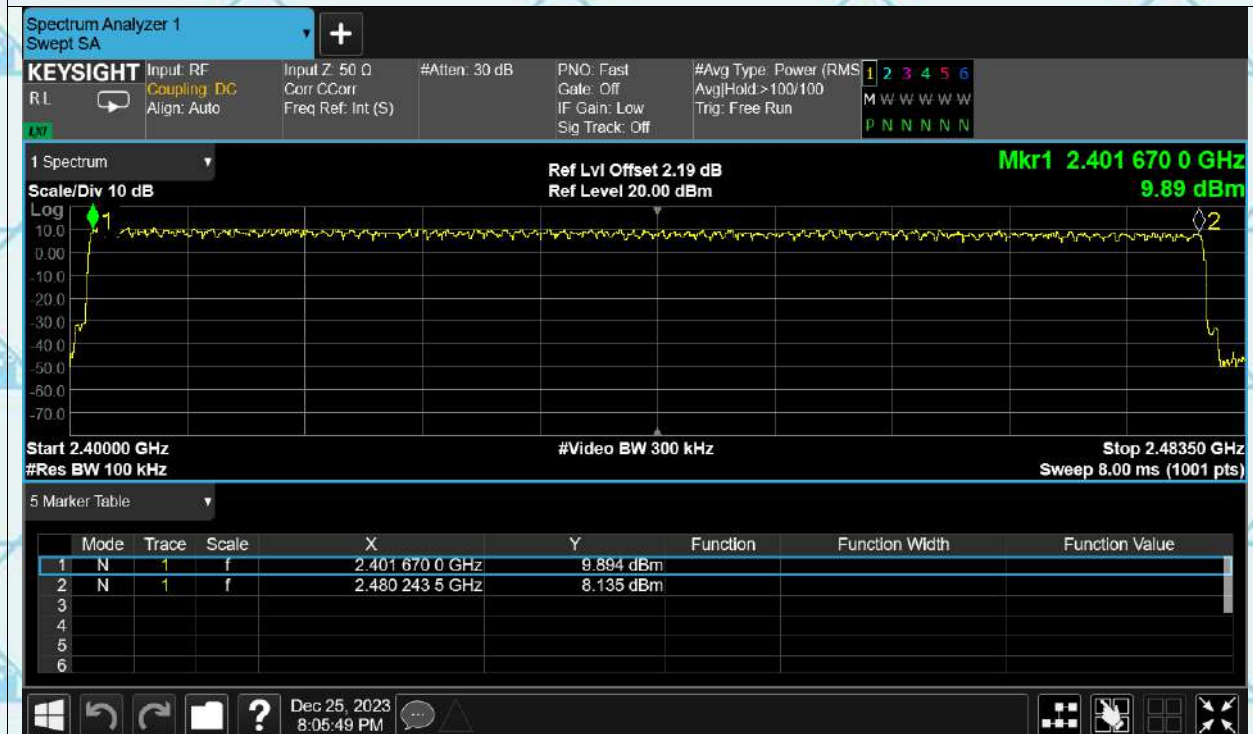 Spectrum Analyzer 1
Swept SA
+
KEYSIGHT
RL
LXI
Input: RF
Coupling: DC
Align: Auto
Input Z: 50 Ω
Corr CCorr
Freq Ref: Int (S)
#Atten: 30 dB
PNO: Fast
Gate: Off
IF Gain: Low
Sig Track: Off
#Avg Type: Power (RMS
Avg|Hold:>100/100
Trig: Free Run
1 2 3 4 5 6
M W W W W W
P N N N N N
1 Spectrum
Scale/Div 10 dB
Ref Lvl Offset 2.19 dB
Ref Level 20.00 dBm
Mkr1 2.401 670 0 GHz
9.89 dBm
Log
10.0
0.00
-10.0
-20.0
-30.0
-40.0
-50.0
-60.0
-70.0
1
2
Start 2.40000 GHz
#Video BW 300 kHz
Stop 2.48350 GHz
#Res BW 100 kHz
Sweep 8.00 ms (1001 pts)
5 Marker Table
Mode Trace Scale X Y Function Function Width Function Value
1 N 1 f 2.401 670 0 GHz 9.894 dBm
2 N 1 f 2.480 243 5 GHz 8.135 dBm
3
4
5
6
?
Dec 25, 2023
8:05:49 PM